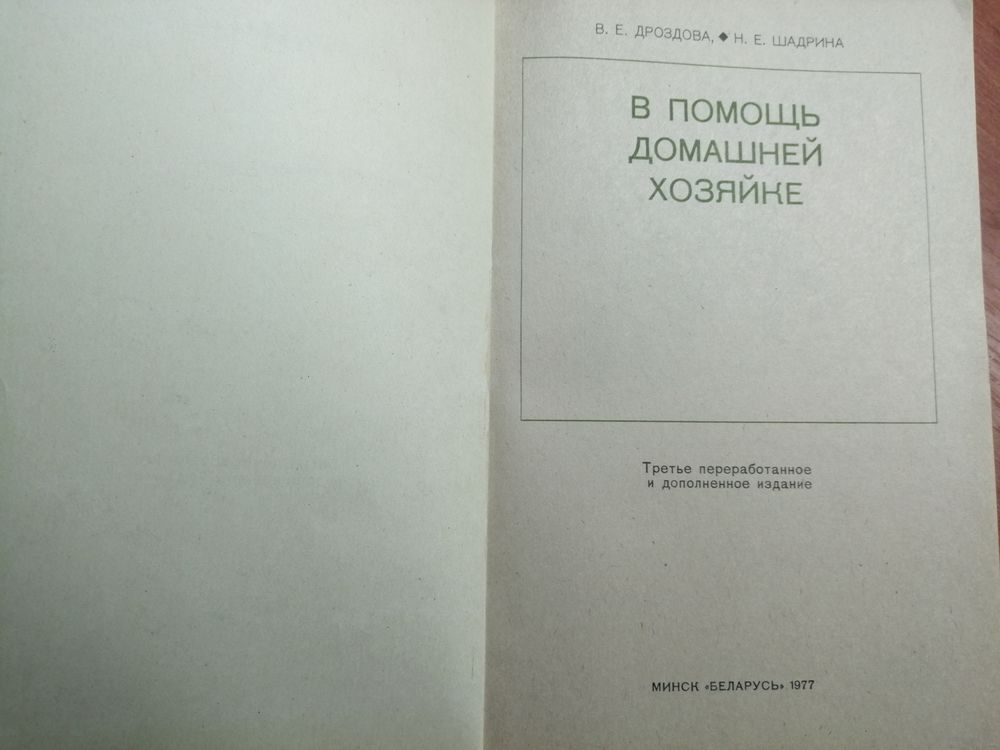 В. Е. ДРОЗДОВА, ◆ Н. Е. ШАДРИНА
В ПОМОЩЬ
ДОМАШНЕЙ
ХОЗЯЙКЕ
Третье переработанное
и дополненное издание
МИНСК «БЕЛАРУСЬ» 1977